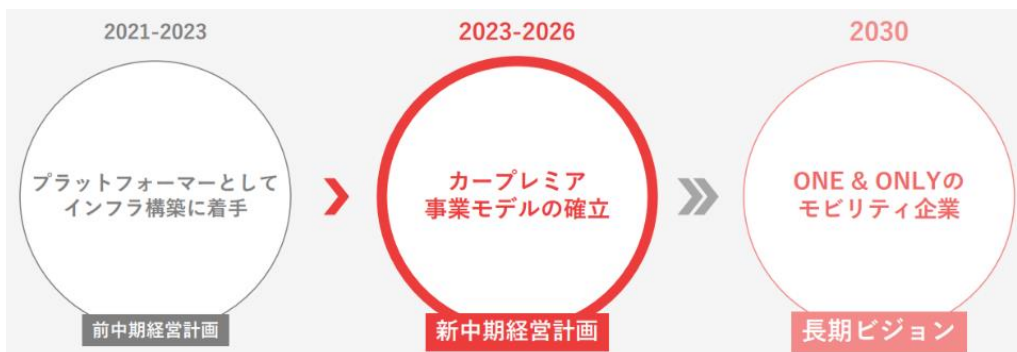 2021-2023
プラットフォーマーとして
インフラ構築に着手
前中期経営計画
2023-2026
カープレミア
事業モデルの確立
新中期経営計画
2030
ONE & ONLYの
モビリティ企業
長期ビジョン